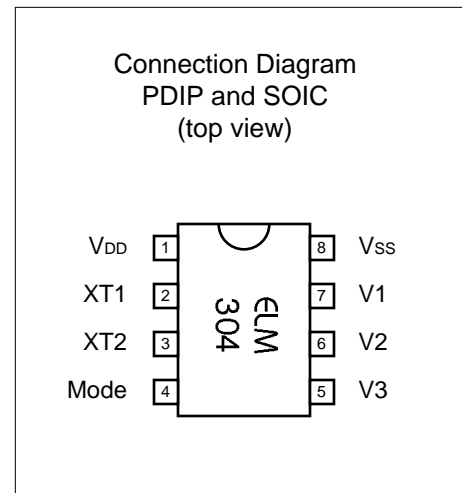 Connection Diagram
PDIP and SOIC
(top view)
VDD 1 8 VSS
XT1 2 7 V1
XT2 3 6 V2
Mode 4 5 V3
ELM
304